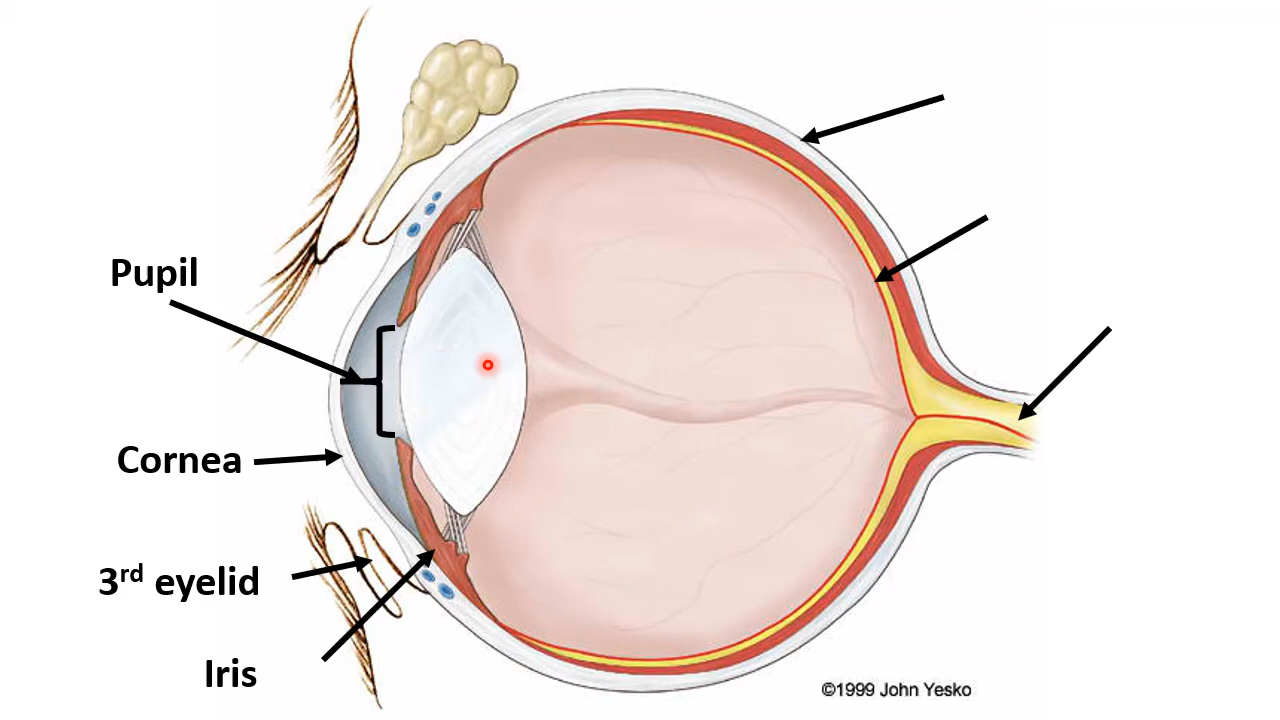 Pupil
Cornea
3rd eyelid
Iris
©1999 John Yesko